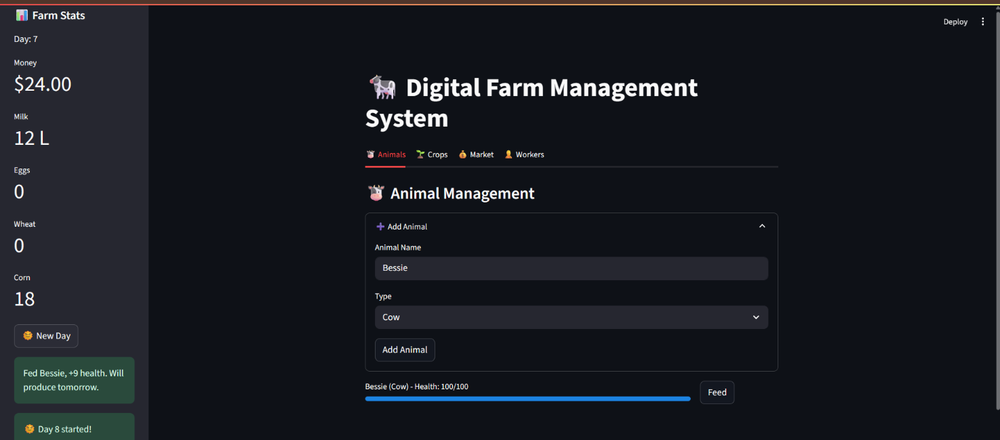 📊 Farm Stats
Day: 7
Money
$24.00
Milk
12 L
Eggs
0
Wheat
0
Corn
18
🌞 New Day
Fed Bessie, +9 health. Will
produce tomorrow.
🌞 Day 8 started!
Deploy
🐄 Digital Farm Management
System
🐮 Animals 🌱 Crops 💰 Market 👷 Workers
🐮 Animal Management
➕ Add Animal
Animal Name
Bessie
Type
Cow
Add Animal
Bessie (Cow) - Health: 100/100
Feed